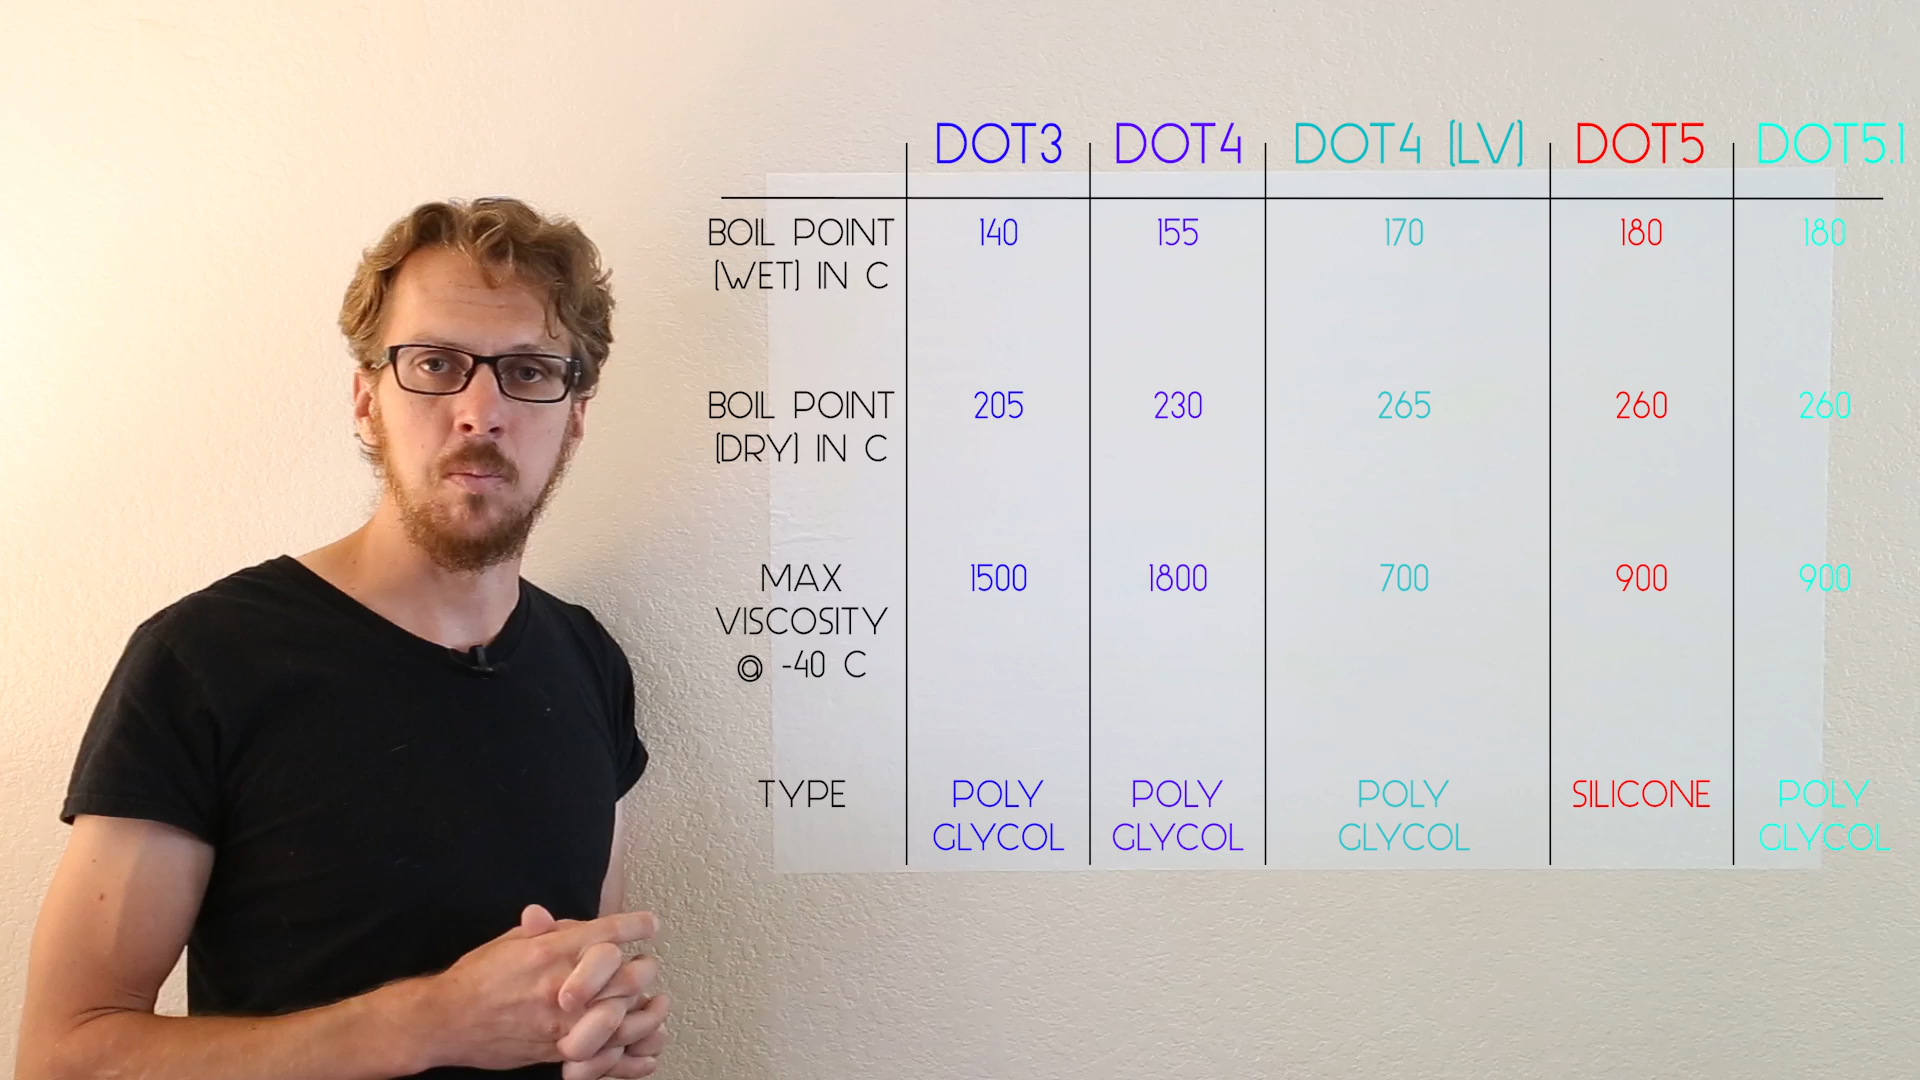 DOT3 DOT4 DOT4 (LV) DOT5 DOT5.1
BOIL POINT 140 155 170 180 180
(WET) IN C
BOIL POINT 205 230 265 260 260
(DRY) IN C
MAX 1500 1800 700 900 900
VISCOSITY
@ -40 C
TYPE POLY POLY POLY SILICONE POLY
GLYCOL GLYCOL GLYCOL GLYCOL